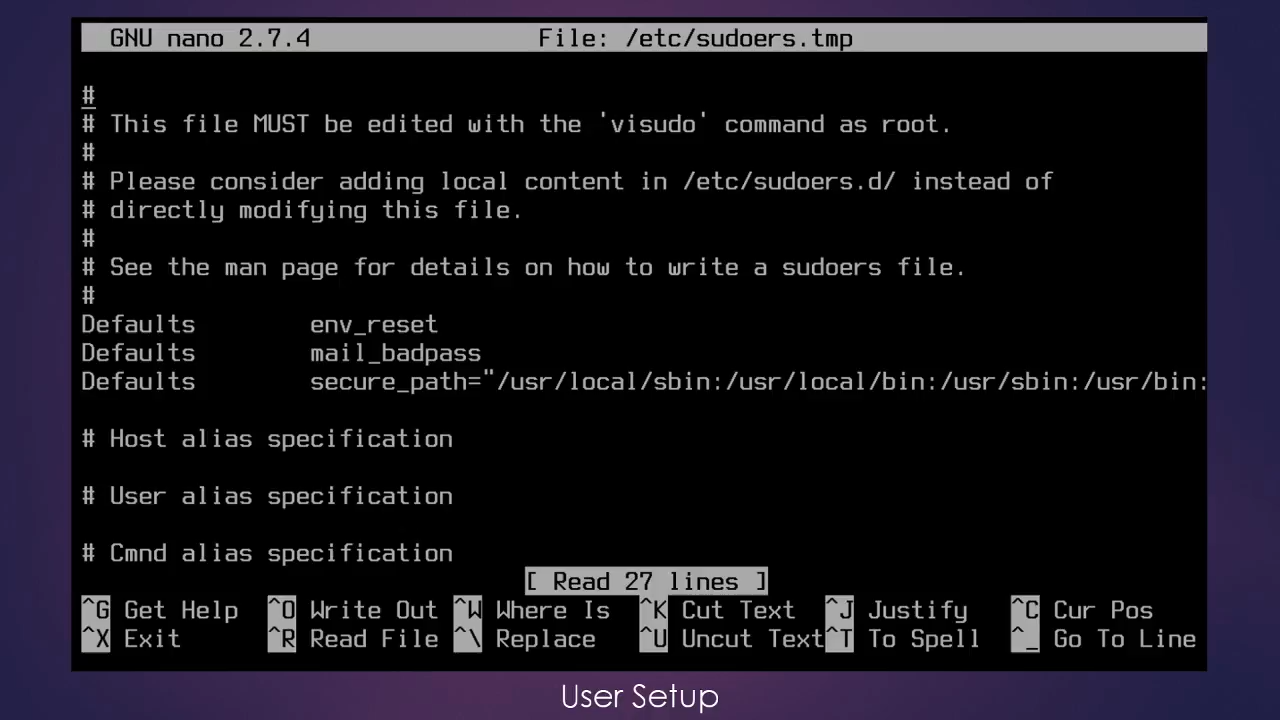 GNU nano 2.7.4 File: /etc/sudoers.tmp
#
# This file MUST be edited with the 'visudo' command as root.
#
# Please consider adding local content in /etc/sudoers.d/ instead of
# directly modifying this file.
#
# See the man page for details on how to write a sudoers file.
#
Defaults env_reset
Defaults mail_badpass
Defaults secure_path="/usr/local/sbin:/usr/local/bin:/usr/sbin:/usr/bin:
# Host alias specification
# User alias specification
# Cmnd alias specification
[ Read 27 lines ]
^G Get Help ^O Write Out ^W Where Is ^K Cut Text ^J Justify ^C Cur Pos
^X Exit ^R Read File ^\ Replace ^U Uncut Text ^T To Spell ^_ Go To Line
User Setup